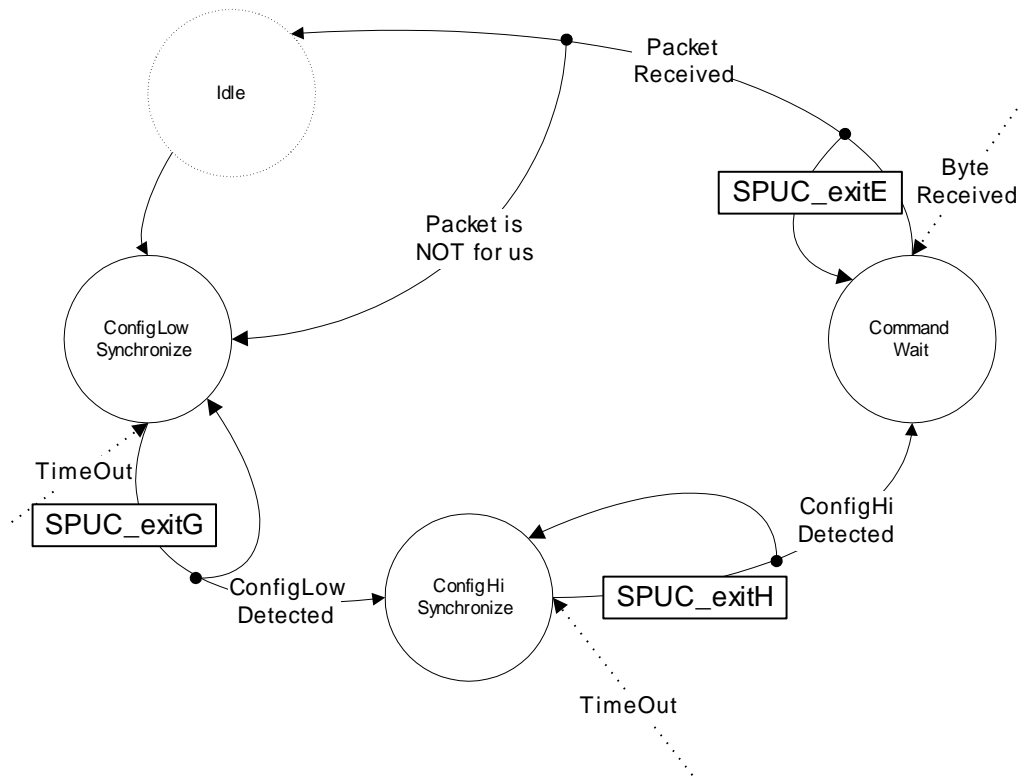 Packet
Received
Idle
Byte
Received
SPUC_exitE
Packet is
NOT for us
ConfigLow
Synchronize
Command
Wait
TimeOut
SPUC_exitG
ConfigHi
Detected
ConfigLow
Detected
ConfigHi
Synchronize
SPUC_exitH
TimeOut